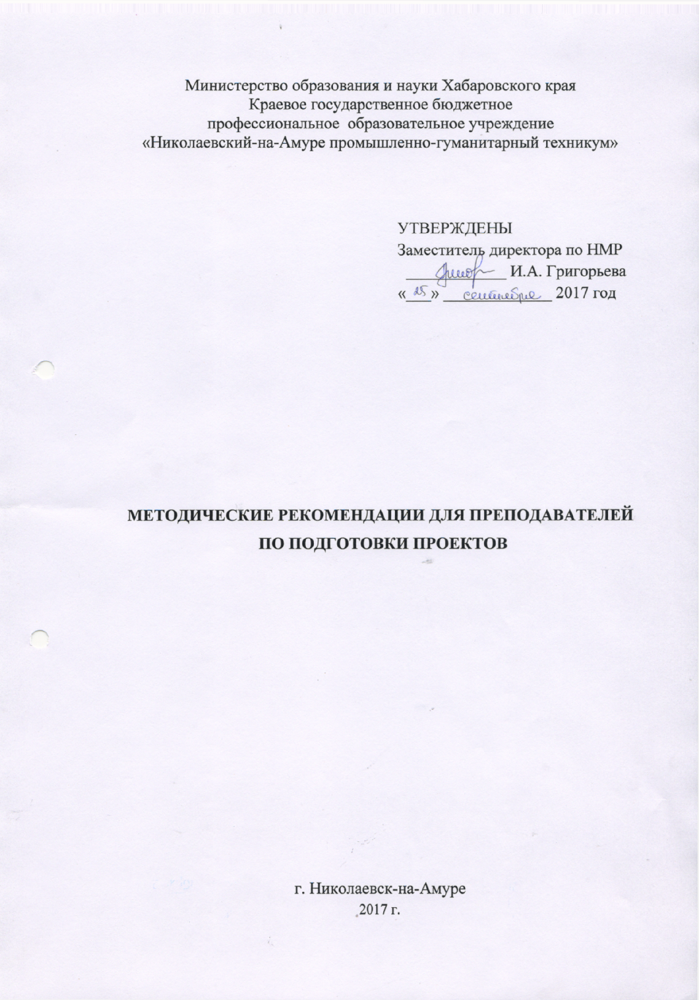 Министерство образования и науки Хабаровского края
Краевое государственное бюджетное
профессиональное образовательное учреждение
«Николаевский-на-Амуре промышленно-гуманитарный техникум»
УТВЕРЖДЕНЫ
Заместитель директора по НМР
____________ И.А. Григорьева
«25» сентября 2017 год
МЕТОДИЧЕСКИЕ РЕКОМЕНДАЦИИ ДЛЯ ПРЕПОДАВАТЕЛЕЙ
ПО ПОДГОТОВКИ ПРОЕКТОВ
г. Николаевск-на-Амуре
2017 г.